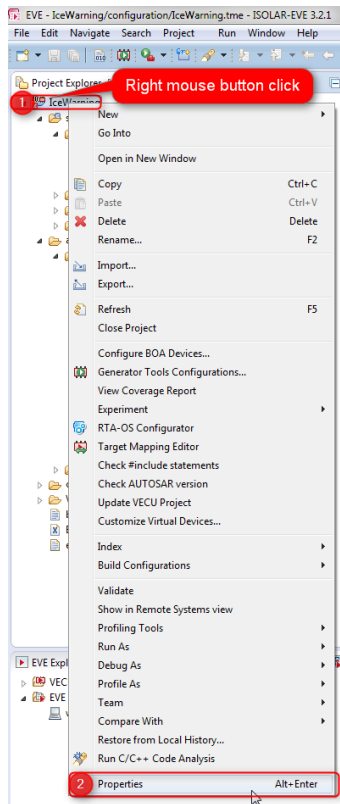 EVE - IceWarning/configuration/IceWarning.tme - ISOLAR-EVE 3.2.1
File Edit Navigate Search Project Run Window Help
Project Explorer
Right mouse button click
1 IceWarning
New
Go Into
Open in New Window
Copy Ctrl+C
Paste Ctrl+V
Delete Delete
Rename... F2
Import...
Export...
Refresh F5
Close Project
Configure BOA Devices...
Generator Tools Configurations...
View Coverage Report
Experiment
RTA-OS Configurator
Target Mapping Editor
Check #include statements
Check AUTOSAR version
Update VECU Project
Customize Virtual Devices...
Index
Build Configurations
Validate
Show in Remote Systems view
Profiling Tools
Run As
EVE Expl
Debug As
VEC
Profile As
EVE
Team
Compare With
Restore from Local History...
Run C/C++ Code Analysis
2 Properties Alt+Enter